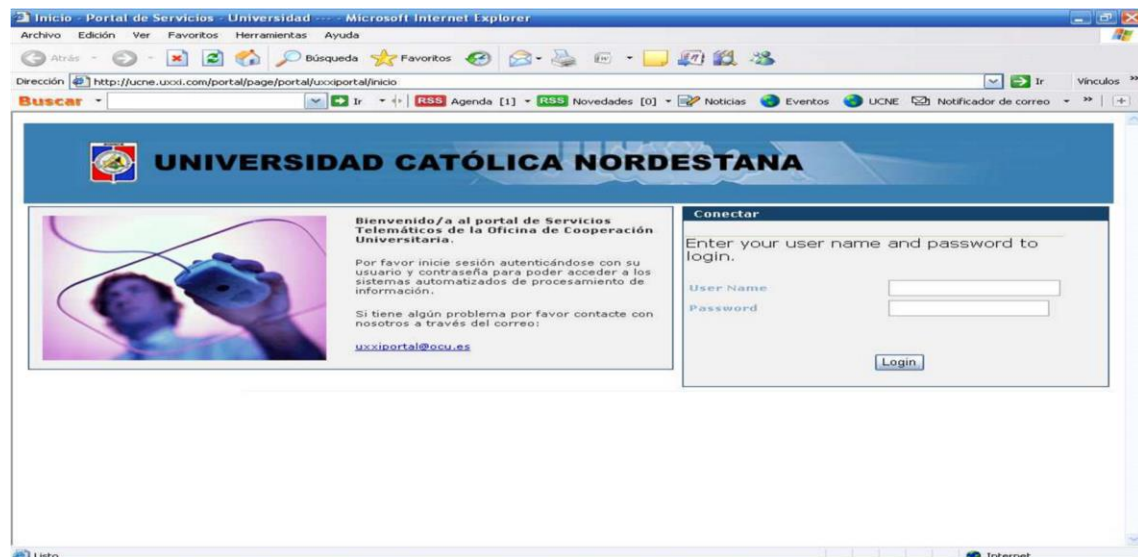 Inicio - Portal de Servicios - Universidad --- - Microsoft Internet Explorer
Archivo Edición Ver Favoritos Herramientas Ayuda
Atrás Búsqueda Favoritos
Dirección http://ucne.uxxi.com/portal/page/portal/uxxiportal/inicio Ir Vínculos »
Buscar Ir RSS Agenda [1] RSS Novedades [0] Noticias Eventos UCNE Notificador de correo »
UNIVERSIDAD CATÓLICA NORDESTANA
Bienvenido/a al portal de Servicios
Telemáticos de la Oficina de Cooperación
Universitaria.
Por favor inicie sesión autenticándose con su
usuario y contraseña para poder acceder a los
sistemas automatizados de procesamiento de
información.
Si tiene algún problema por favor contacte con
nosotros a través del correo:
uxxiportal@ocu.es
Conectar
Enter your user name and password to
login.
User Name
Password
Login
Listo Internet